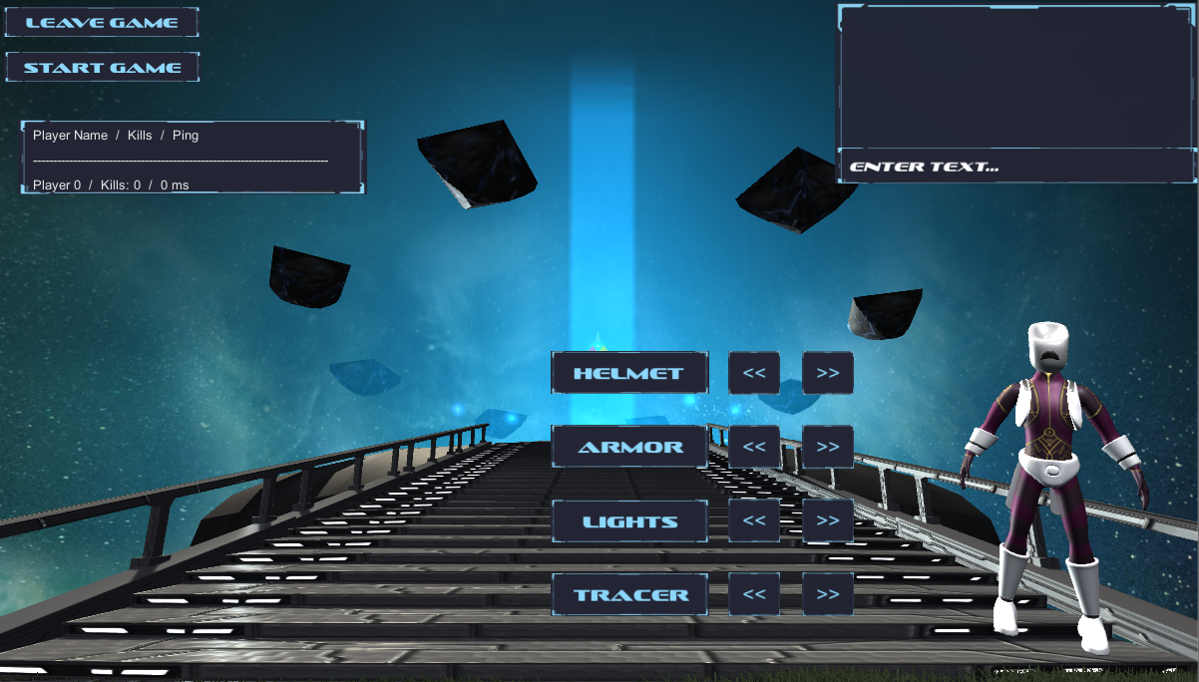 LEAVE GAME
START GAME
Player Name / Kills / Ping
----------------------------------------------------------------------
Player 0 / Kills: 0 / 0 ms
ENTER TEXT...
HELMET << >>
ARMOR << >>
LIGHTS << >>
TRACER << >>